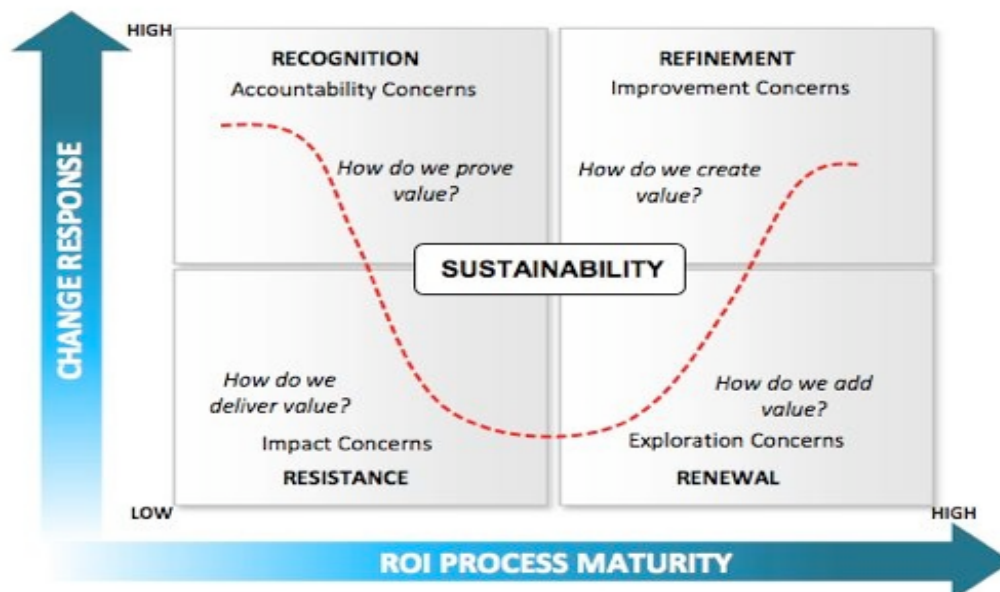 HIGH
RECOGNITION
Accountability Concerns
How do we prove
value?
REFINEMENT
Improvement Concerns
How do we create
value?
CHANGE RESPONSE
SUSTAINABILITY
How do we
deliver value?
Impact Concerns
RESISTANCE
How do we add
value?
Exploration Concerns
RENEWAL
LOW
HIGH
ROI PROCESS MATURITY